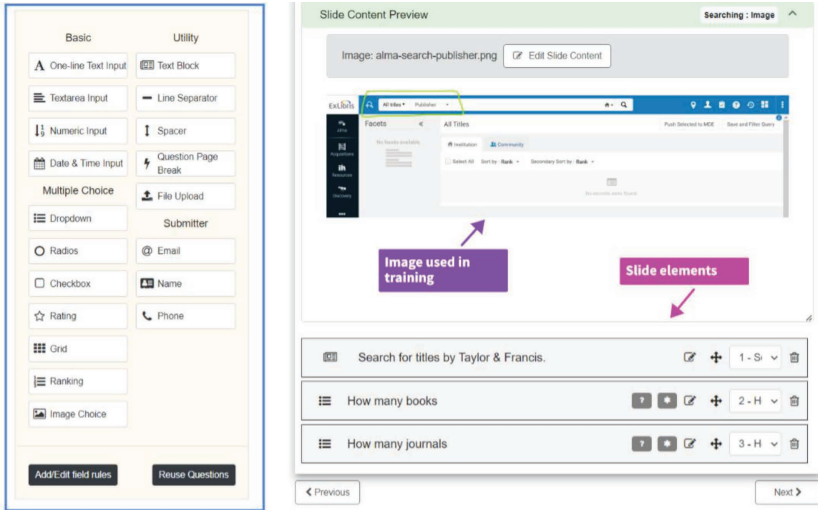 Basic
Utility
One-line Text Input
Text Block
Textarea Input
Line Separator
Numeric Input
Spacer
Date & Time Input
Question Page
Break
File Upload
Multiple Choice
Submitter
Dropdown
Radios
Email
Checkbox
Name
Rating
Phone
Grid
Ranking
Image Choice
Add/Edit field rules
Reuse Questions
Slide Content Preview
Searching : Image
Image: alma-search-publisher.png
Edit Slide Content
ExLibris
All titles
Publisher
Facets
All Titles
Push Selected to MDE
Save and Filter Query
Institution
Community
Select All
Sort by : Rank
Secondary Sort by : Rank
Acquisitions
Resources
Image used in
training
Slide elements
Search for titles by Taylor & Francis.
1 - S
How many books
2 - H
How many journals
3 - H
Previous
Next